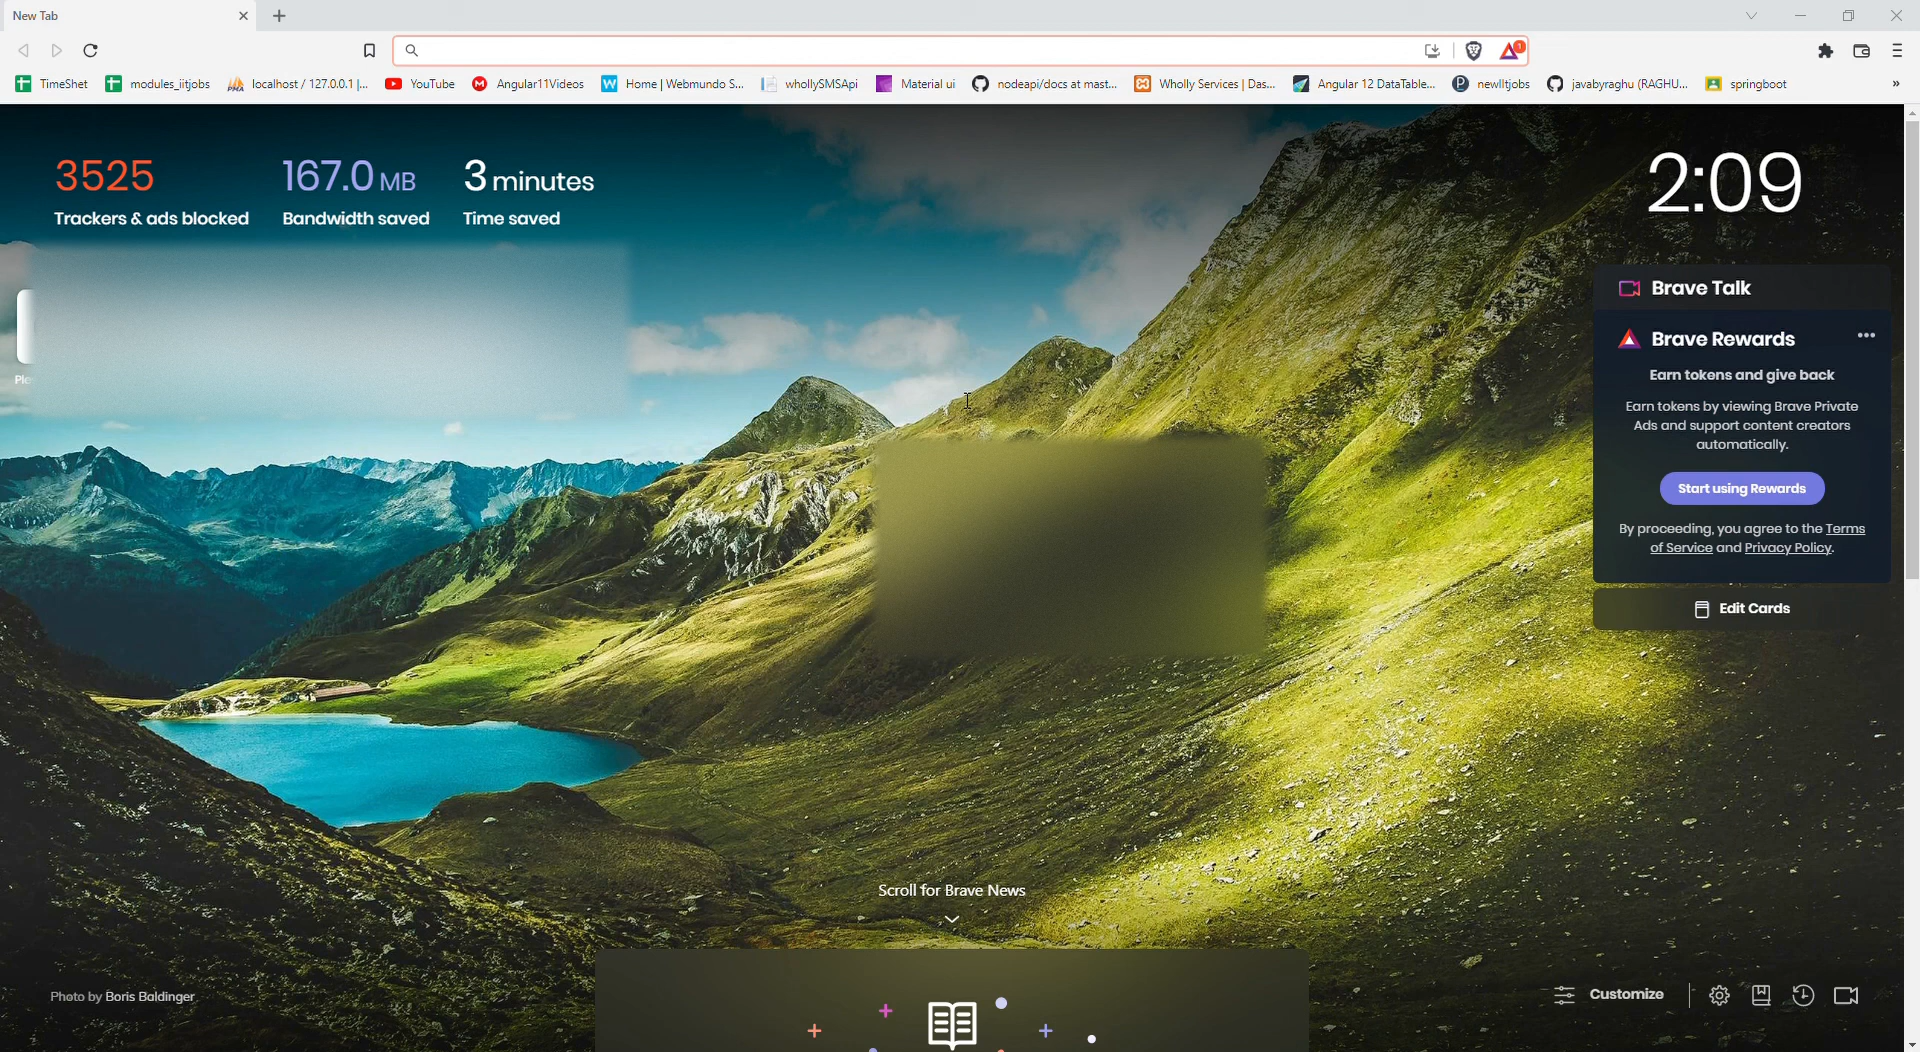 New Tab
TimeShet modules_iitjobs localhost / 127.0.0.1 |... YouTube Angular11Videos Home | Webmundo S... whollySMSApi Material ui nodeapi/docs at mast... Wholly Services | Das... Angular 12 DataTable... newIItjobs javabyraghu (RAGHU... springboot »
3525
Trackers & ads blocked
167.0 MB
Bandwidth saved
3 minutes
Time saved
2:09
Ple
Brave Talk
1
Brave Rewards
Earn tokens and give back
Earn tokens by viewing Brave Private
Ads and support content creators
automatically.
Start using Rewards
By proceeding, you agree to the Terms
of Service and Privacy Policy.
Edit Cards
Scroll for Brave News
Photo by Boris Baldinger
Customize